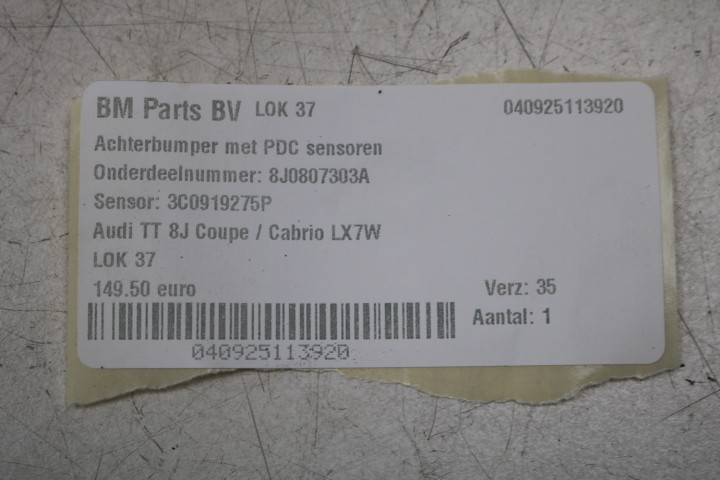 BM Parts BV LOK 37 040925113920
Achterbumper met PDC sensoren
Onderdeelnummer: 8J0807303A
Sensor: 3C0919275P
Audi TT 8J Coupe / Cabrio LX7W
LOK 37
149.50 euro Verz: 35
Aantal: 1
040925113920